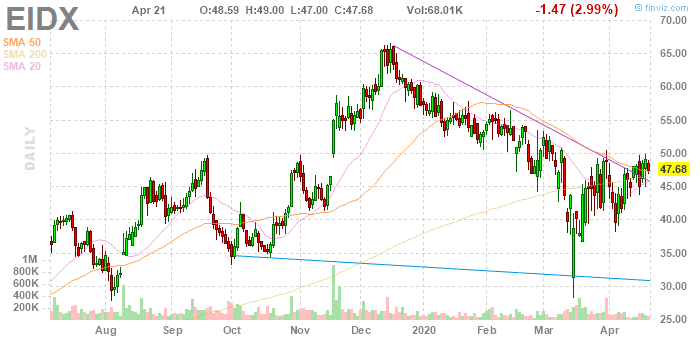 EIDX
Apr 21 O:48.59 H:49.00 L:47.00 C:47.68 Vol:68.01K
© finviz.com
-1.47 (2.99%)
SMA 50
SMA 200
SMA 20
DAILY
70.00
65.00
60.00
55.00
50.00
47.68
45.00
40.00
35.00
30.00
25.00
1M
800K
600K
400K
200K
Aug Sep Oct Nov Dec 2020 Feb Mar Apr